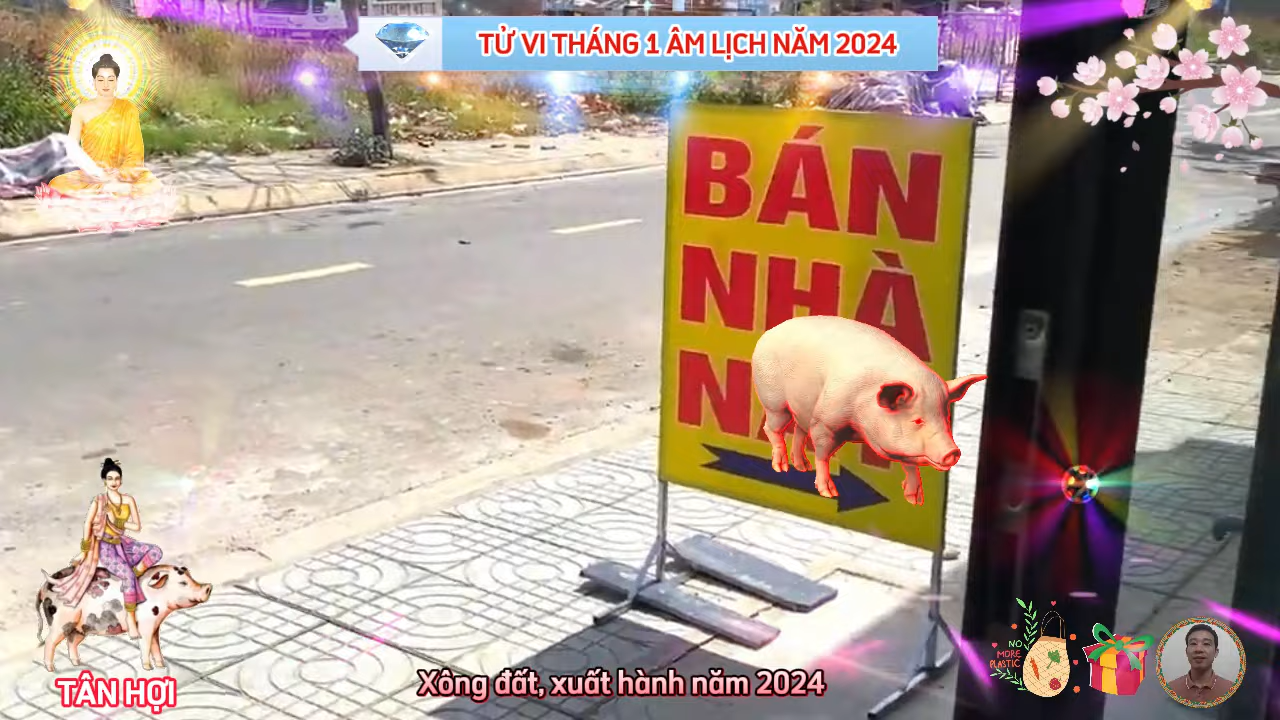 TỬ VI THÁNG 1 ÂM LỊCH NĂM 2024
BÁN
NHÀ
NO
MORE
PLASTIC
TÂN HỢI
Xông đất, xuất hành năm 2024